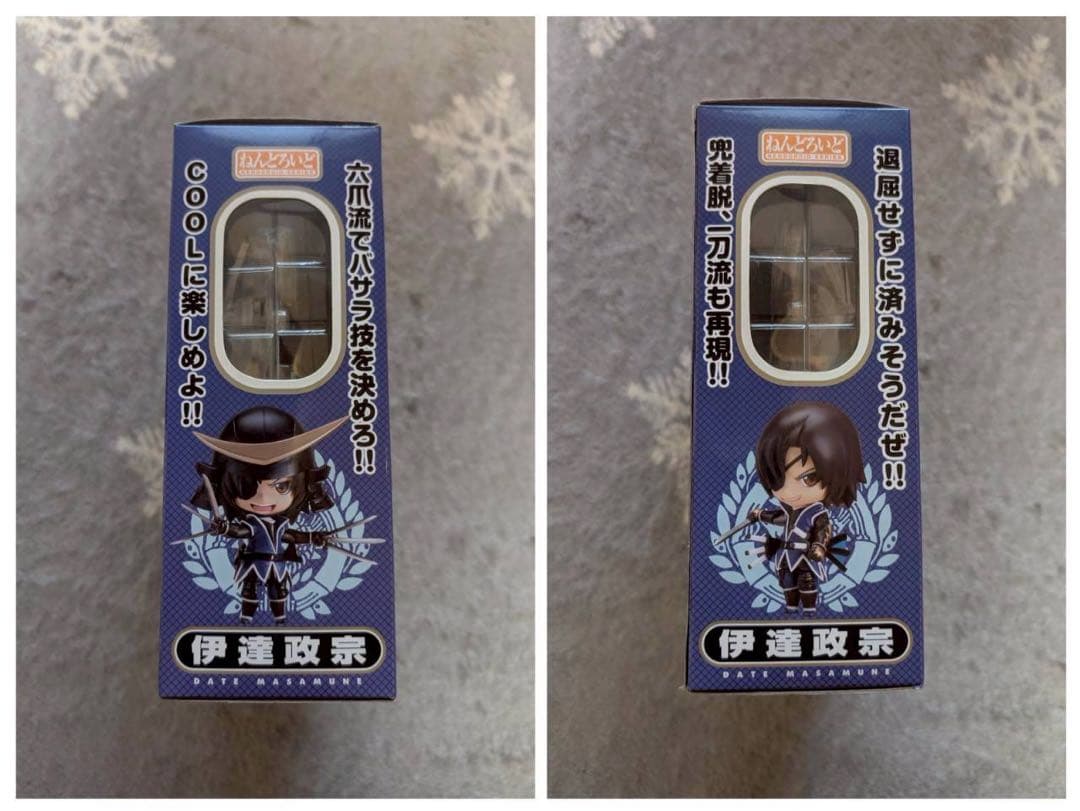 ねんどろいど
NENDOROID SERIES
六爪流でバサラ技を決めろ!!
COOLに楽しめよ!!
伊達政宗
DATE MASAMUNE
ねんどろいど
NENDOROID SERIES
退屈せずに済みそうだぜ!!
兜着脱、一刀流も再現!!
伊達政宗
DATE MASAMUNE